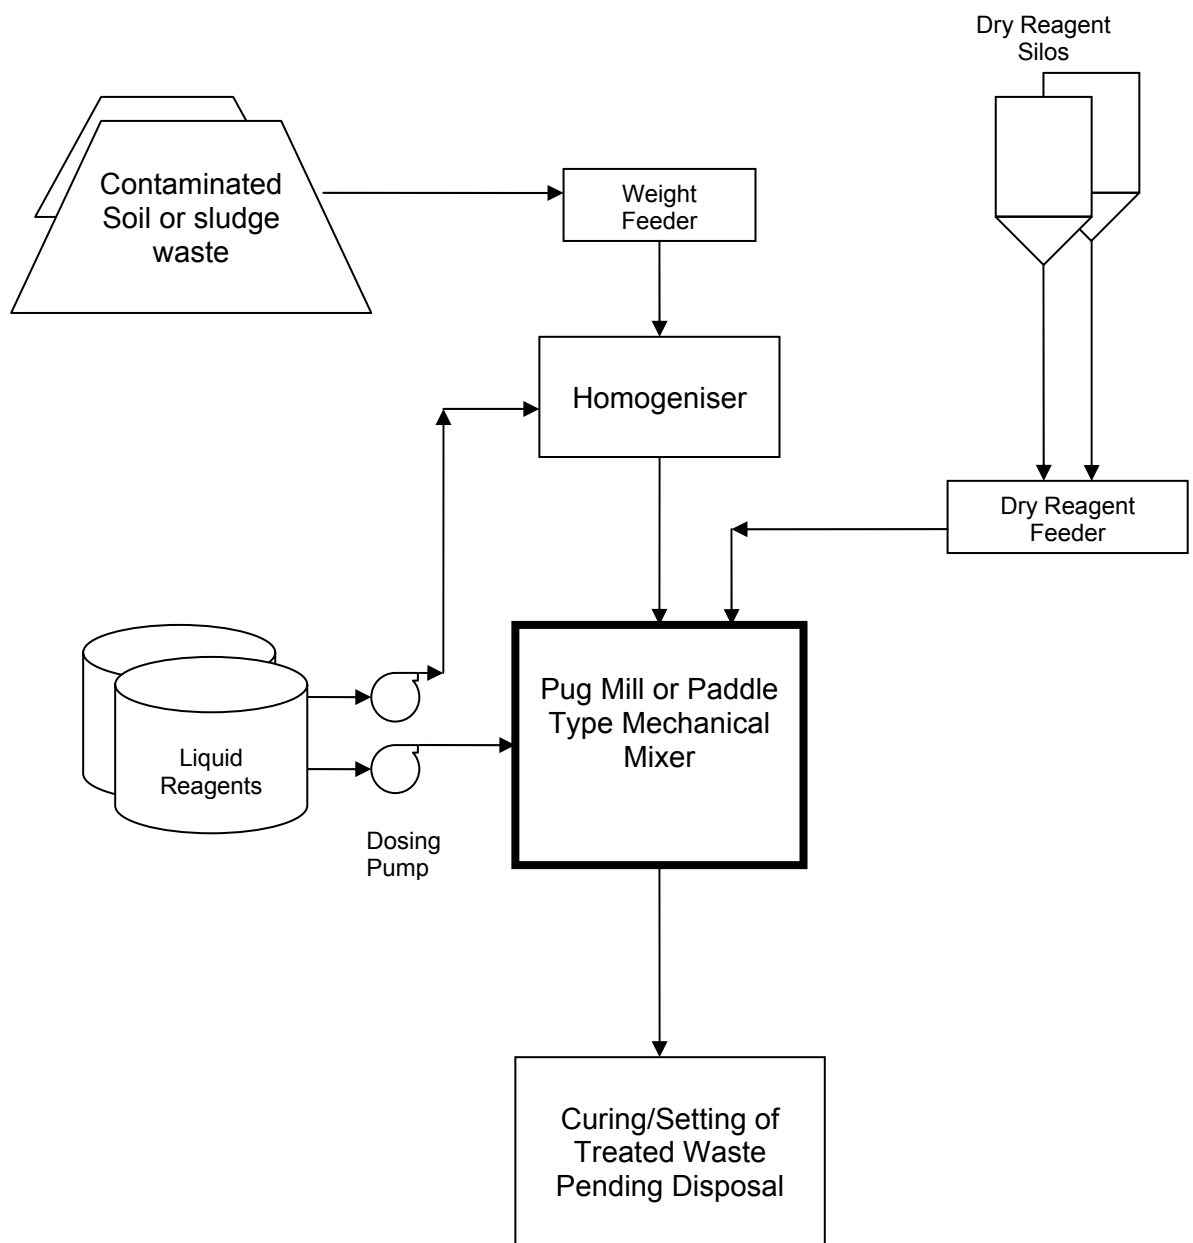 Dry Reagent
Silos
Contaminated
Soil or sludge
waste
Weight
Feeder
Homogeniser
Dry Reagent
Feeder
Pug Mill or Paddle
Type Mechanical
Mixer
Liquid
Reagents
Dosing
Pump
Curing/Setting of
Treated Waste
Pending Disposal